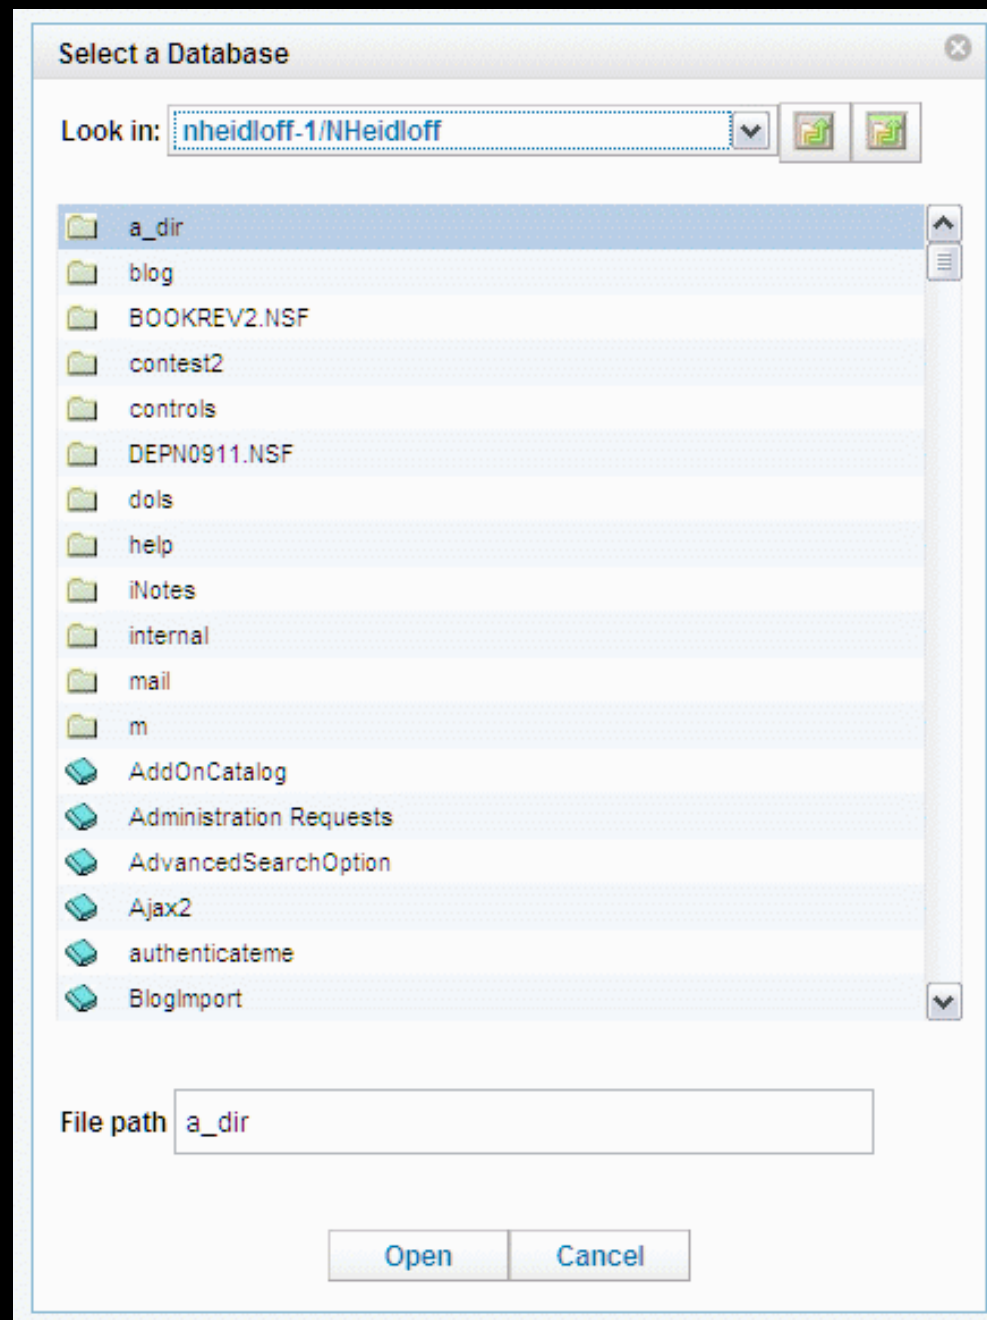 Select a Database
Look in: nheidloff-1/NHeidloff
a_dir
blog
BOOKREV2.NSF
contest2
controls
DEPN0911.NSF
dols
help
iNotes
internal
mail
m
AddOnCatalog
Administration Requests
AdvancedSearchOption
Ajax2
authenticateme
BlogImport
File path a_dir
Open Cancel